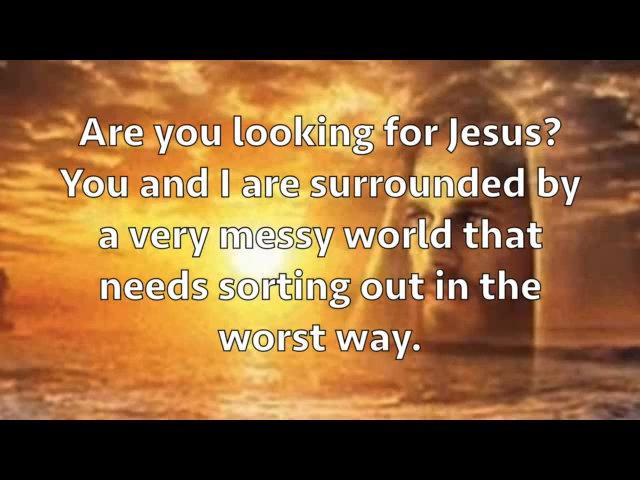 Are you looking for Jesus?
You and I are surrounded by
a very messy world that
needs sorting out in the
worst way.